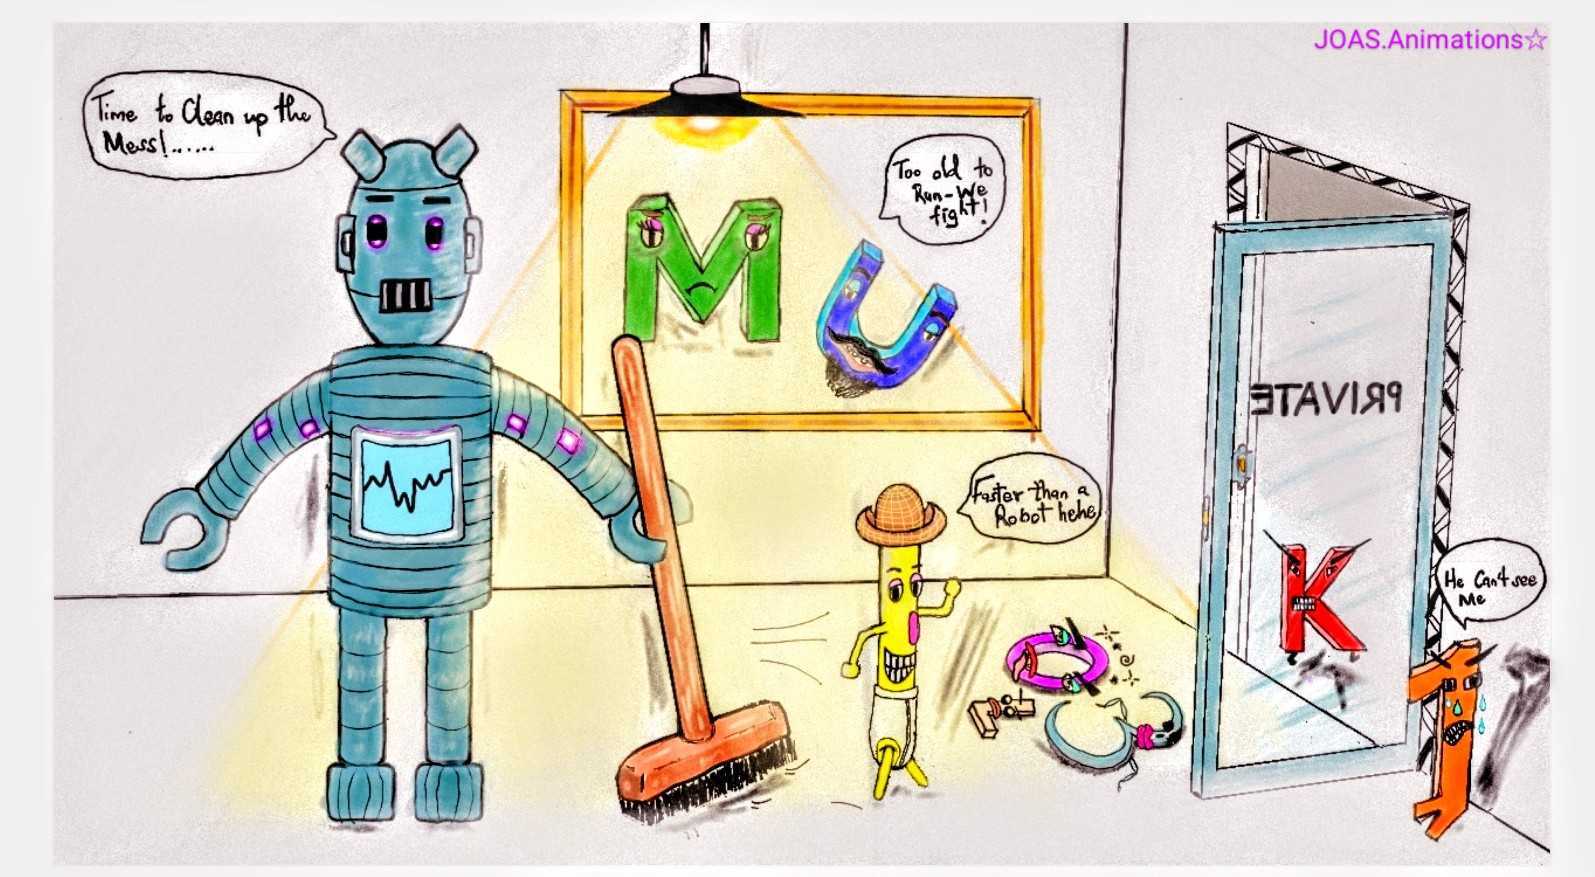 JOAS.Animations☆
Time to Clean up the
Mess!......
Too old to
Run-We
fight!
M
U
Faster than a
Robot hehe
PRIVATE
K
He Can't see
Me